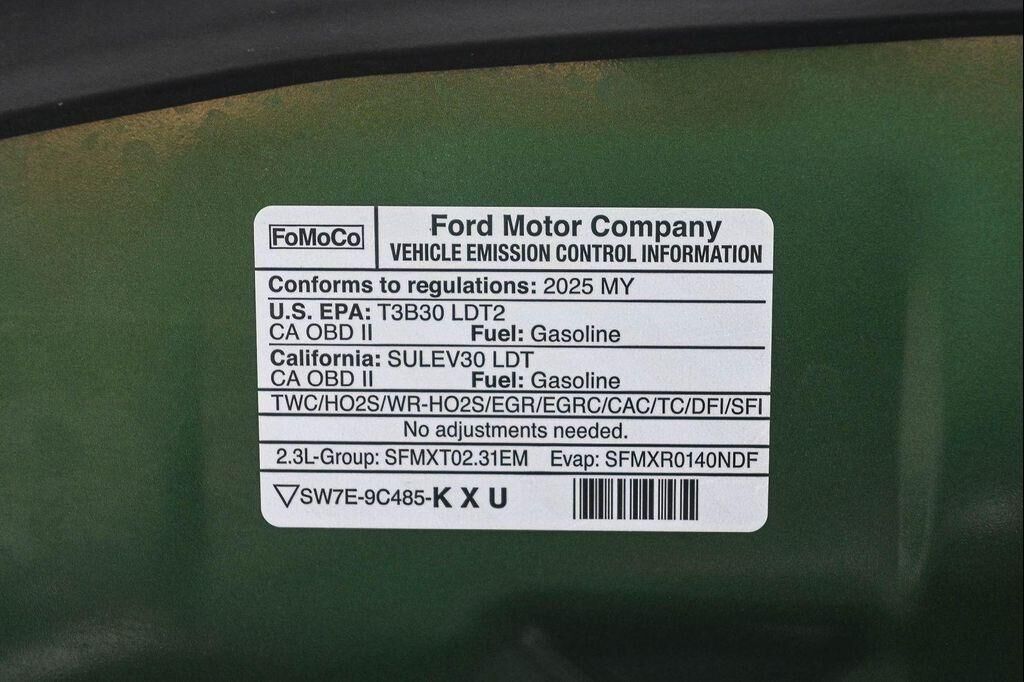 FoMoCo
Ford Motor Company
VEHICLE EMISSION CONTROL INFORMATION
Conforms to regulations: 2025 MY
U.S. EPA: T3B30 LDT2
CA OBD II Fuel: Gasoline
California: SULEV30 LDT
CA OBD II Fuel: Gasoline
TWC/HO2S/WR-HO2S/EGR/EGRC/CAC/TC/DFI/SFI
No adjustments needed.
2.3L-Group: SFMXT02.31EM Evap: SFMXR0140NDF
▽SW7E-9C485-K X U